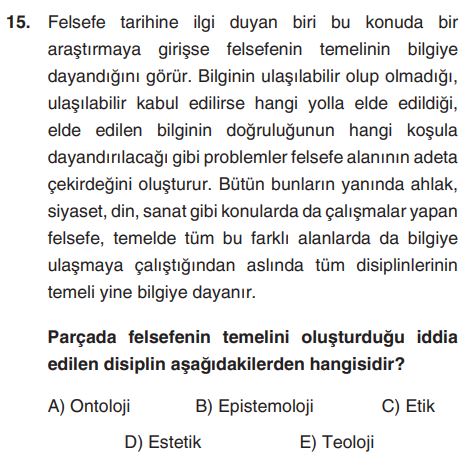 15. Felsefe tarihine ilgi duyan biri bu konuda bir
araştırmaya girişse felsefenin temelinin bilgiye
dayandığını görür. Bilginin ulaşılabilir olup olmadığı,
ulaşılabilir kabul edilirse hangi yolla elde edildiği,
elde edilen bilginin doğruluğunun hangi koşula
dayandırılacağı gibi problemler felsefe alanının adeta
çekirdeğini oluşturur. Bütün bunların yanında ahlak,
siyaset, din, sanat gibi konularda da çalışmalar yapan
felsefe, temelde tüm bu farklı alanlarda da bilgiye
ulaşmaya çalıştığından aslında tüm disiplinlerinin
temeli yine bilgiye dayanır.
Parçada felsefenin temelini oluşturduğu iddia
edilen disiplin aşağıdakilerden hangisidir?
A) Ontoloji B) Epistemoloji C) Etik
D) Estetik E) Teoloji